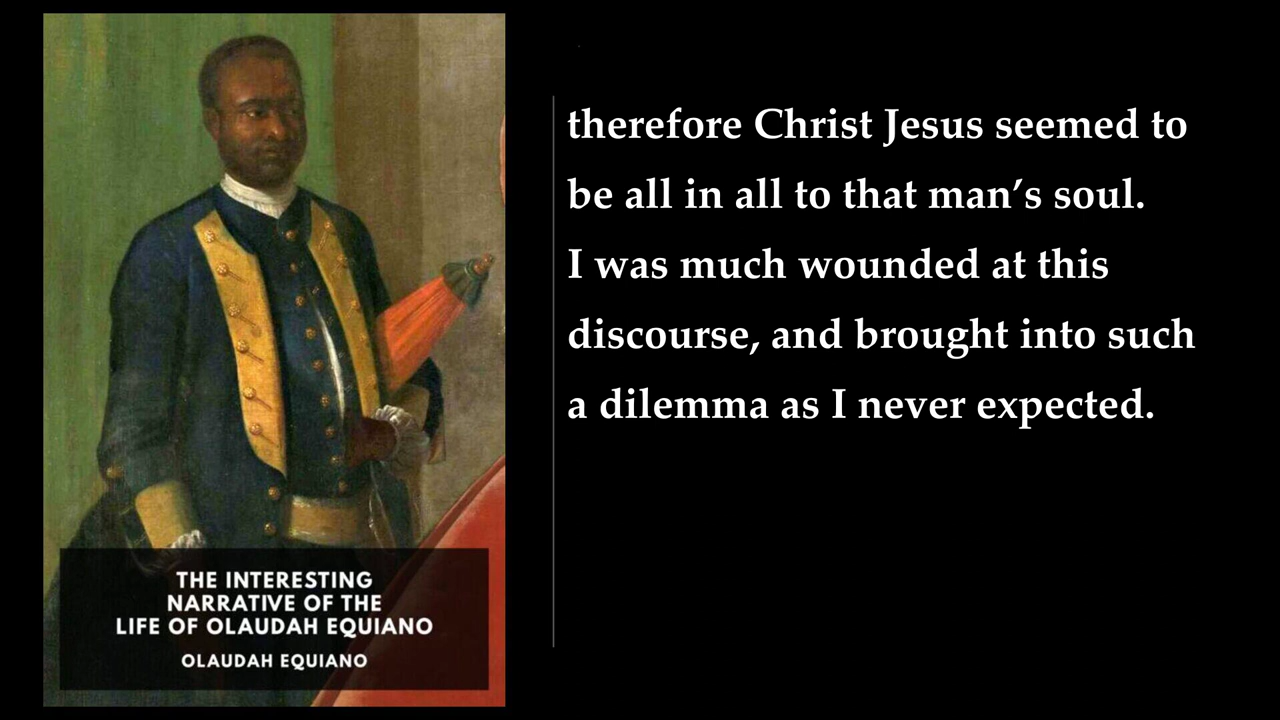 therefore Christ Jesus seemed to
be all in all to that man’s soul.
I was much wounded at this
discourse, and brought into such
a dilemma as I never expected.
THE INTERESTING
NARRATIVE OF THE
LIFE OF OLAUDAH EQUIANO
OLAUDAH EQUIANO